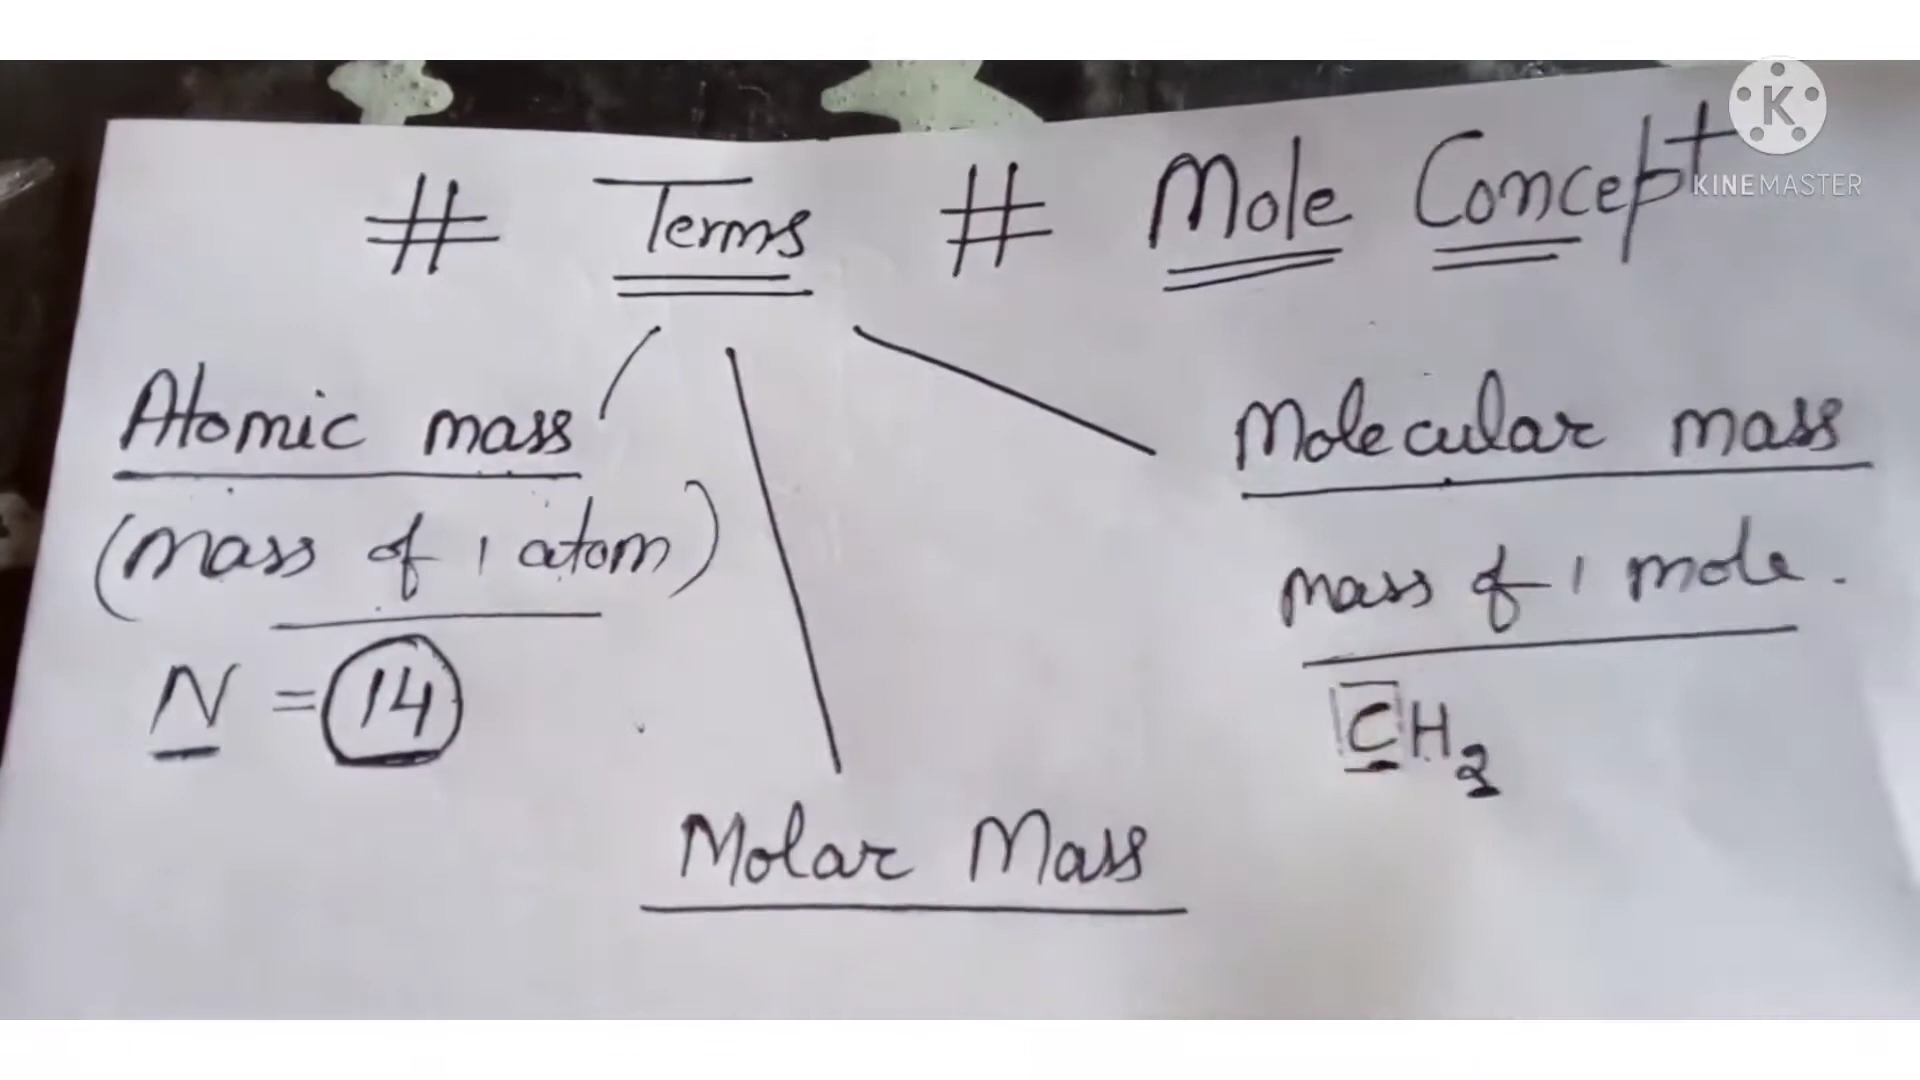 # Terms # Mole Concept
KINEMASTER
Atomic mass
(mass of 1 atom)
N = 14
Molecular mass
mass of 1 mole.
CH2
Molar Mass